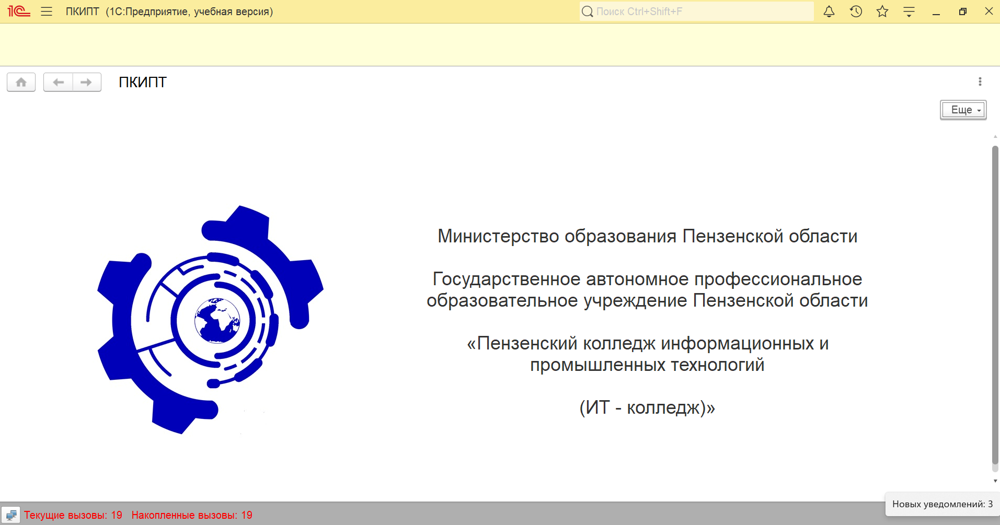 1С ПКИПТ (1С:Предприятие, учебная версия) Поиск Ctrl+Shift+F
ПКИПТ
Еще
Министерство образования Пензенской области
Государственное автономное профессиональное
образовательное учреждение Пензенской области
«Пензенский колледж информационных и
промышленных технологий
(ИТ - колледж)»
Новых уведомлений: 3
Текущие вызовы: 19 Накопленные вызовы: 19